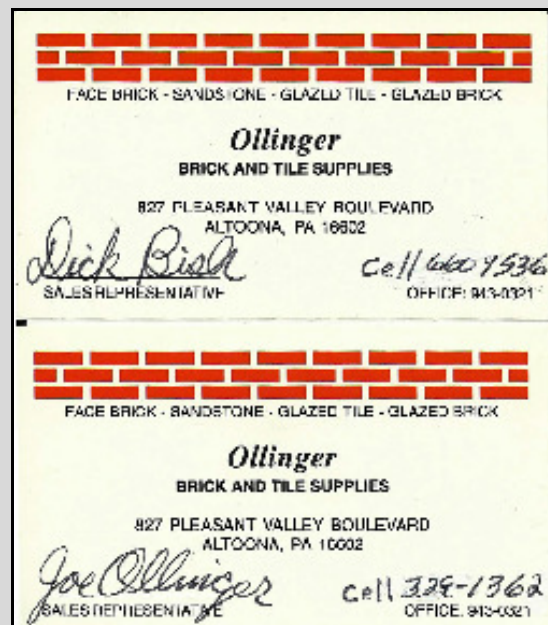 FACE BRICK - SANDSTONE - GLAZED TILE - GLAZED BRICK
Ollinger
BRICK AND TILE SUPPLIES
827 PLEASANT VALLEY BOULEVARD
ALTOONA, PA 16602
Dick Bish cell 660 9536
SALES REPRESENTATIVE OFFICE: 943-0321
FACE BRICK - SANDSTONE - GLAZED TILE - GLAZED BRICK
Ollinger
BRICK AND TILE SUPPLIES
827 PLEASANT VALLEY BOULEVARD
ALTOONA, PA 16602
Joe Ollinger cell 329-1362
SALES REPRESENTATIVE OFFICE: 943-0321